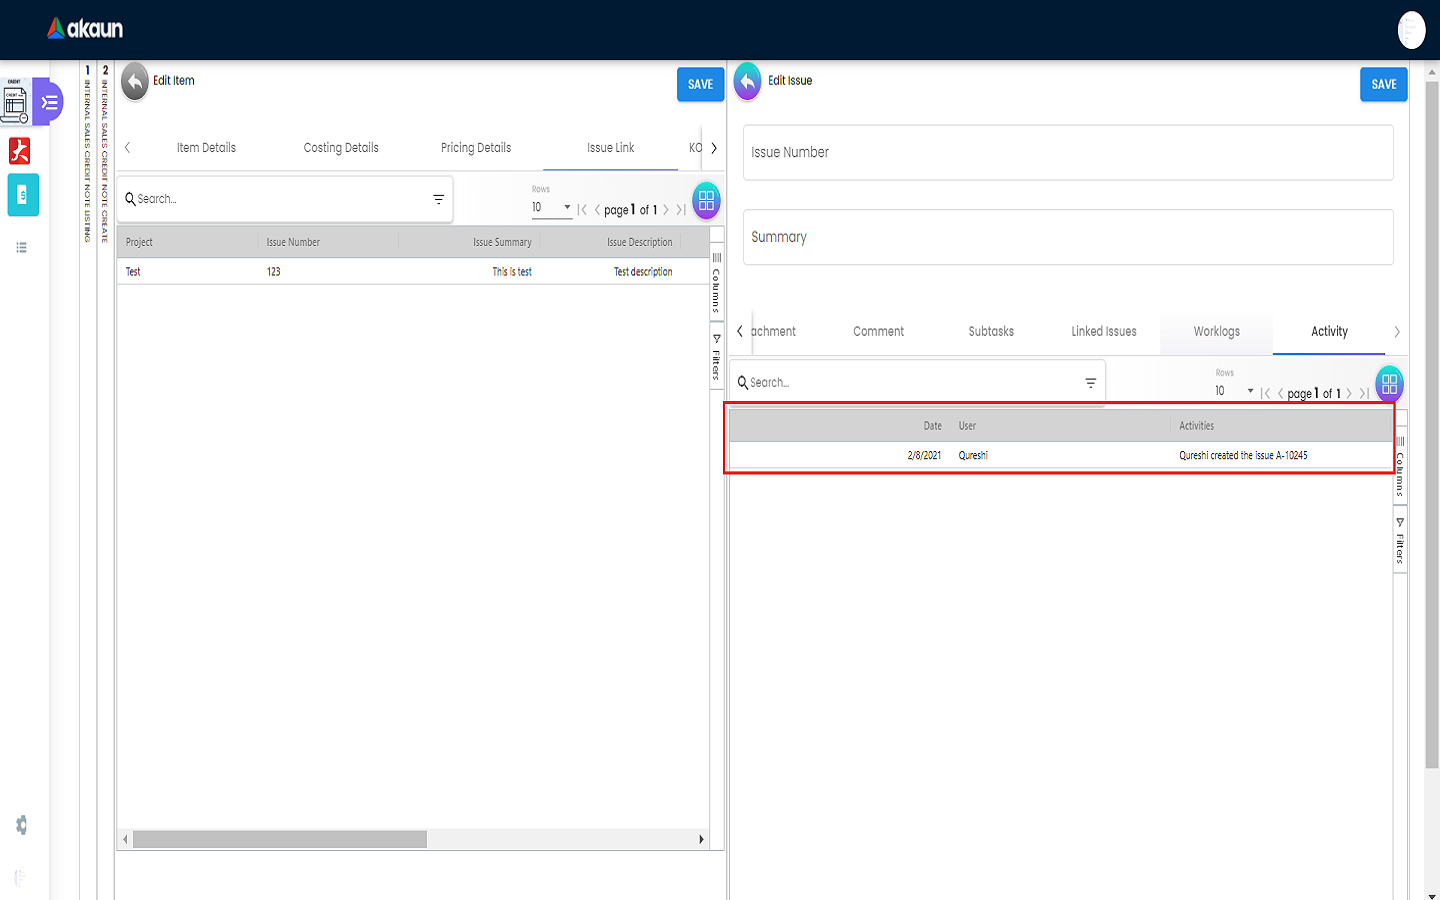 akaun
CREDIT
1 INTERNAL SALES CREDIT NOTE LISTING
2 INTERNAL SALES CREDIT NOTE CREATE
Edit Item
SAVE
Item Details Costing Details Pricing Details Issue Link KO
Search...
Rows
10
page 1 of 1
Project Issue Number Issue Summary Issue Description
Test 123 This is test Test description
Columns
Filters
Edit Issue
SAVE
Issue Number
Summary
achment Comment Subtasks Linked Issues Worklogs Activity
Search...
Rows
10
page 1 of 1
Date User Activities
2/8/2021 Qureshi Qureshi created the issue A-10245
Columns
Filters